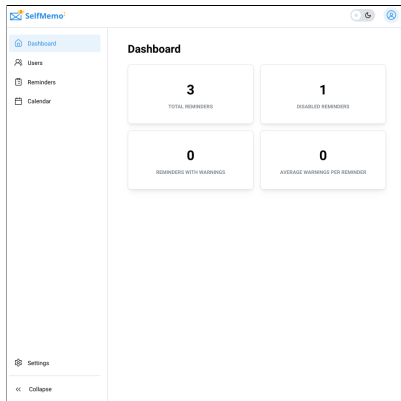 SelfMemo
Dashboard
Users
Reminders
Calendar
Dashboard
3
TOTAL REMINDERS
1
DISABLED REMINDERS
0
REMINDERS WITH WARNINGS
0
AVERAGE WARNINGS PER REMINDER
Settings
Collapse